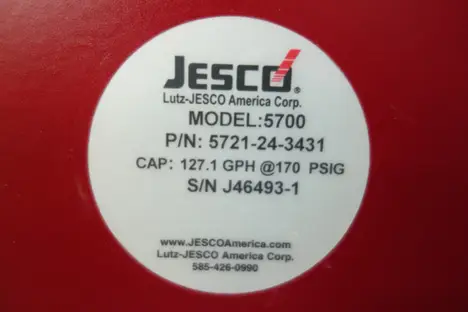 JESCO®
Lutz-JESCO America Corp.
MODEL:5700
P/N: 5721-24-3431
CAP: 127.1 GPH @170 PSIG
S/N J46493-1
www.JESCOAmerica.com
Lutz-JESCO America Corp.
585-426-0990